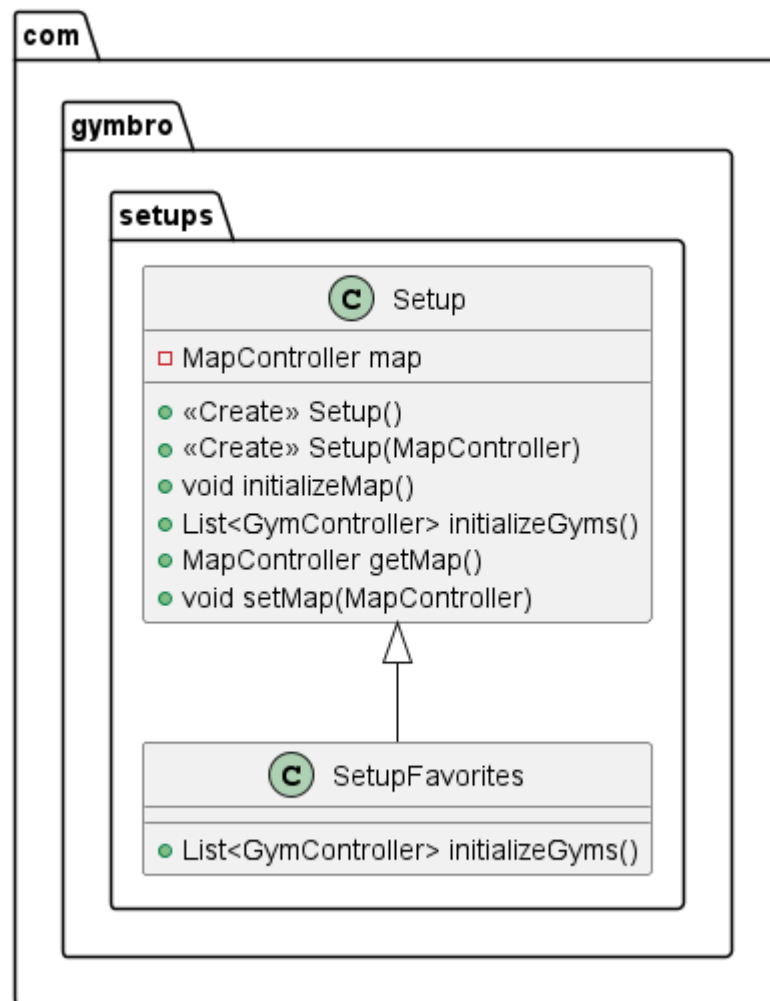 com
gymbro
setups
C Setup
MapController map
«Create» Setup()
«Create» Setup(MapController)
void initializeMap()
List<GymController> initializeGyms()
MapController getMap()
void setMap(MapController)
C SetupFavorites
List<GymController> initializeGyms()